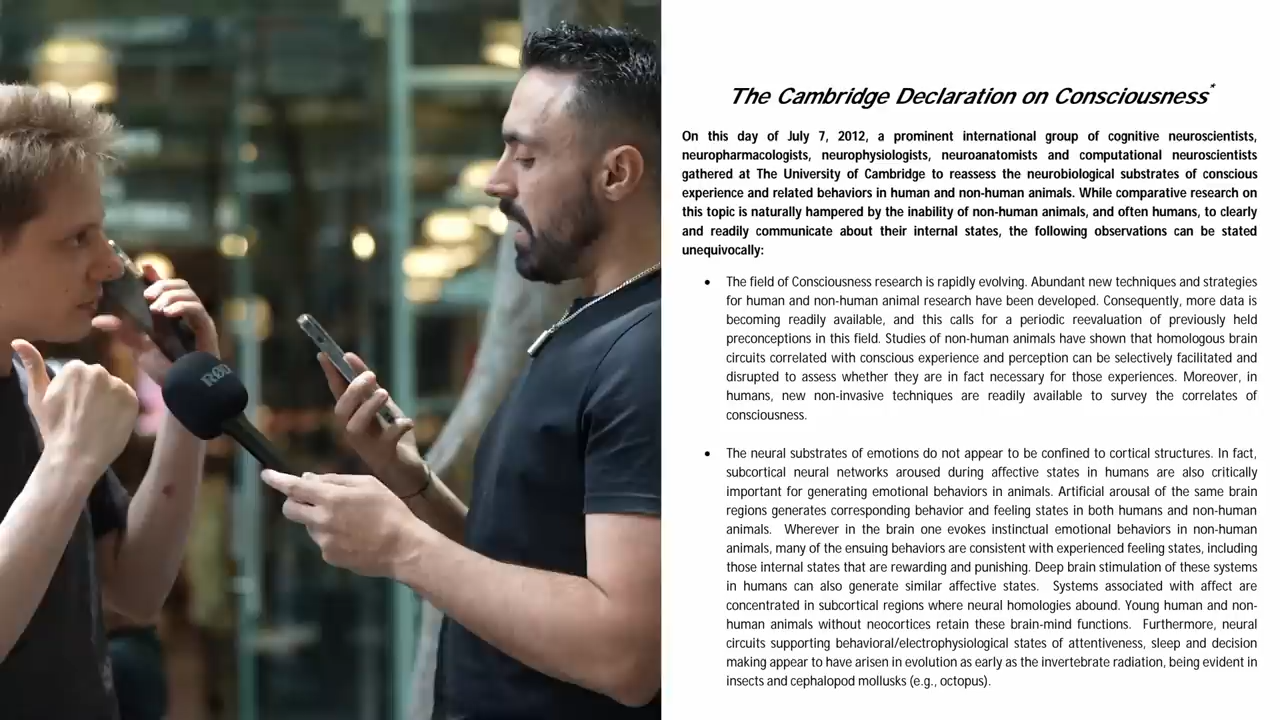 RØDE
The Cambridge Declaration on Consciousness*
On this day of July 7, 2012, a prominent international group of cognitive neuroscientists,
neuropharmacologists, neurophysiologists, neuroanatomists and computational neuroscientists
gathered at The University of Cambridge to reassess the neurobiological substrates of conscious
experience and related behaviors in human and non-human animals. While comparative research on
this topic is naturally hampered by the inability of non-human animals, and often humans, to clearly
and readily communicate about their internal states, the following observations can be stated
unequivocally:
• The field of Consciousness research is rapidly evolving. Abundant new techniques and strategies
for human and non-human animal research have been developed. Consequently, more data is
becoming readily available, and this calls for a periodic reevaluation of previously held
preconceptions in this field. Studies of non-human animals have shown that homologous brain
circuits correlated with conscious experience and perception can be selectively facilitated and
disrupted to assess whether they are in fact necessary for those experiences. Moreover, in
humans, new non-invasive techniques are readily available to survey the correlates of
consciousness.
• The neural substrates of emotions do not appear to be confined to cortical structures. In fact,
subcortical neural networks aroused during affective states in humans are also critically
important for generating emotional behaviors in animals. Artificial arousal of the same brain
regions generates corresponding behavior and feeling states in both humans and non-human
animals. Wherever in the brain one evokes instinctual emotional behaviors in non-human
animals, many of the ensuing behaviors are consistent with experienced feeling states, including
those internal states that are rewarding and punishing. Deep brain stimulation of these systems
in humans can also generate similar affective states. Systems associated with affect are
concentrated in subcortical regions where neural homologies abound. Young human and non-
human animals without neocortices retain these brain-mind functions. Furthermore, neural
circuits supporting behavioral/electrophysiological states of attentiveness, sleep and decision
making appear to have arisen in evolution as early as the invertebrate radiation, being evident in
insects and cephalopod mollusks (e.g., octopus).